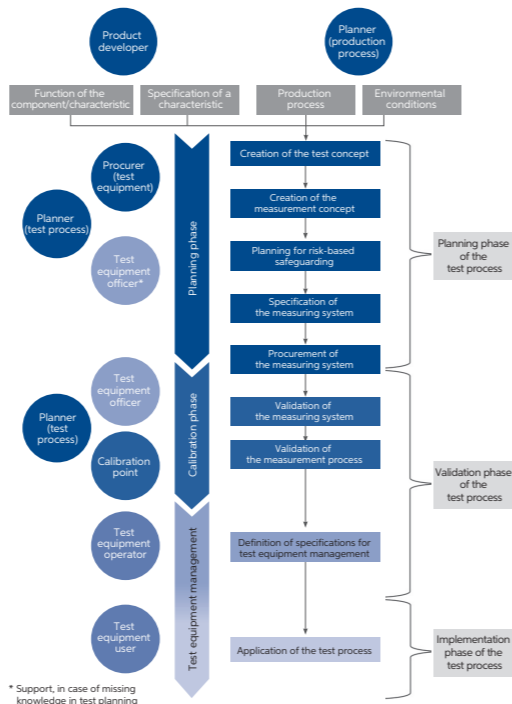 Product
developer
Planner
(production
process)
Function of the
component/characteristic
Specification of a
characteristic
Production
process
Environmental
conditions
Procurer
(test
equipment)
Planner
(test process)
Test
equipment
officer*
Planning phase
Creation of the test concept
Creation of the
measurement concept
Planning for risk-based
safeguarding
Specification of
the measuring system
Procurement of
the measuring system
Planning phase
of the
test process
Test
equipment
officer
Planner
(test
process)
Calibration
point
Calibration phase
Validation of
the measuring system
Validation of
the measurement process
Validation phase
of the
test process
Test
equipment
operator
Test equipment management
Definition of specifications for
test equipment management
Test
equipment
user
Application of the test process
Implementation
phase of the
test process
* Support, in case of missing
knowledge in test planning